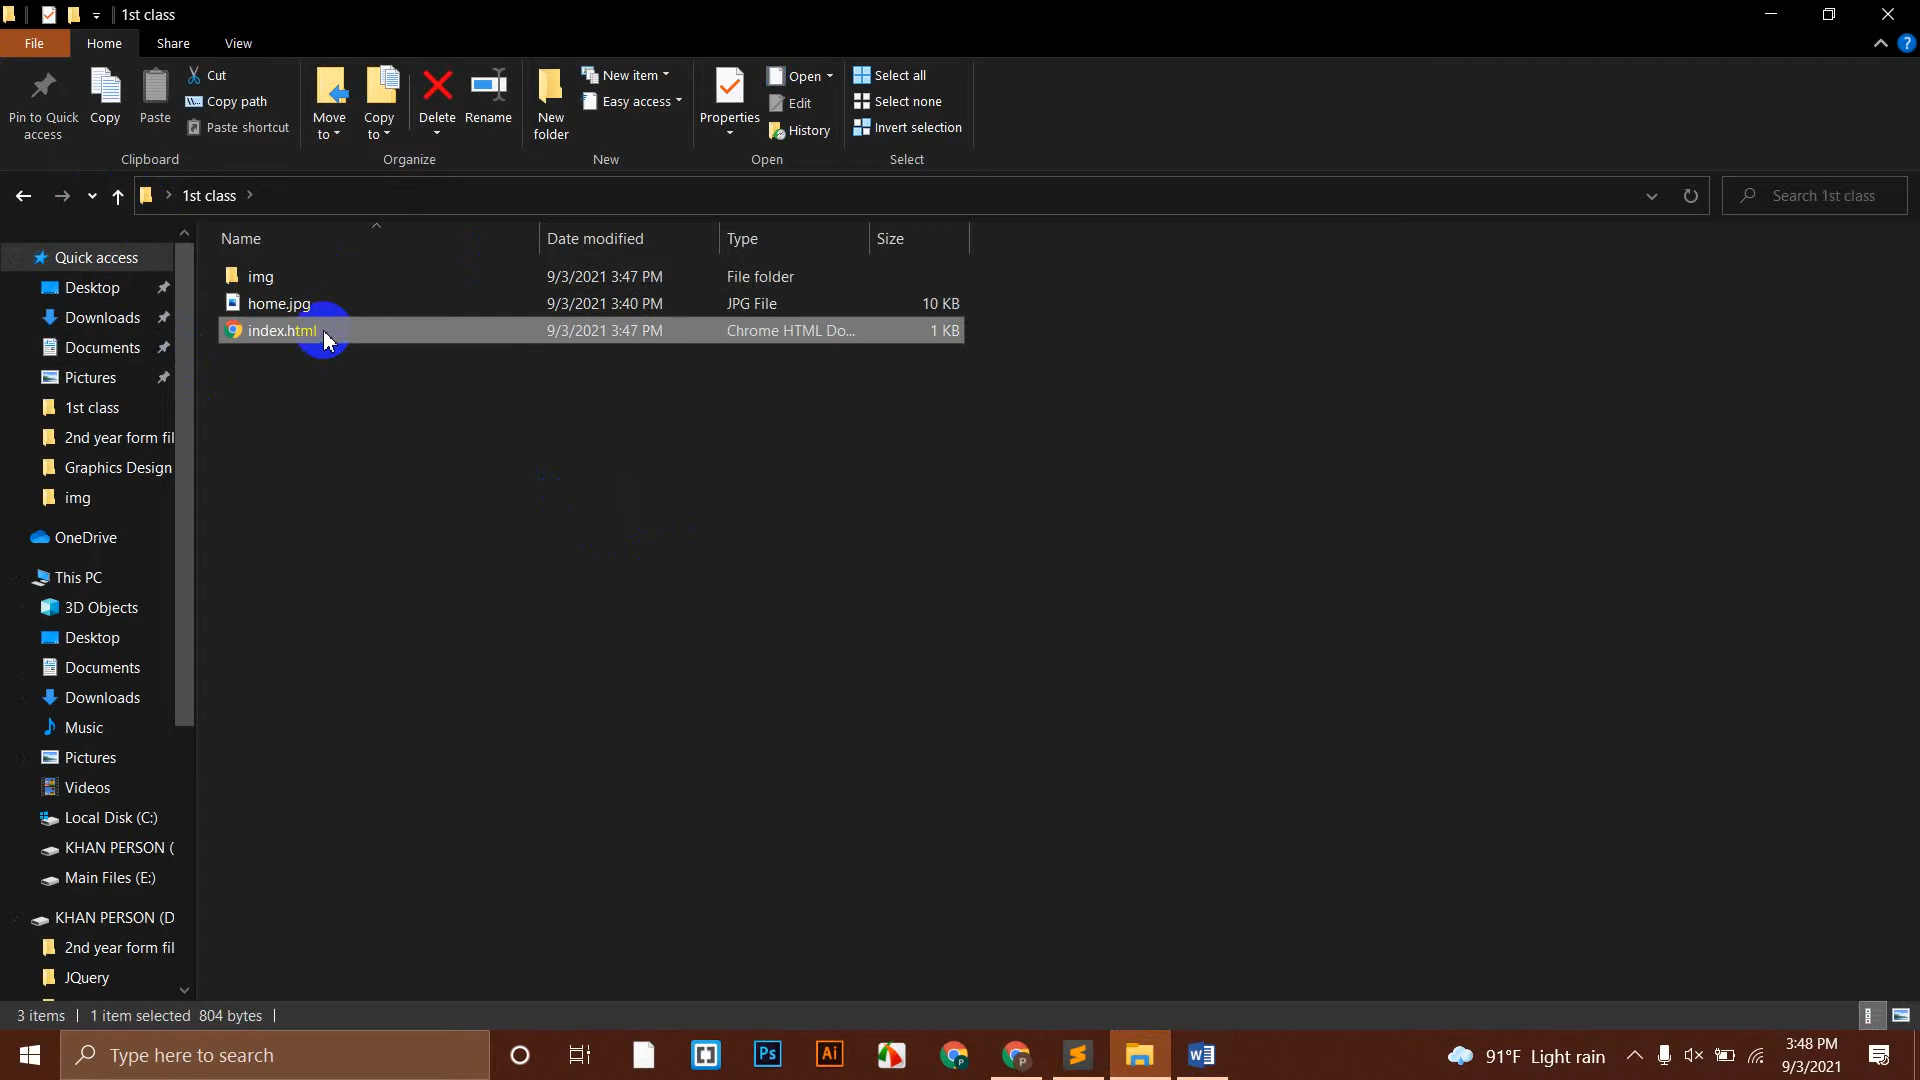 1st class
File Home Share View
Pin to Quick access
Copy
Paste
Cut
Copy path
Paste shortcut
Clipboard
Move to
Copy to
Delete
Rename
Organize
New folder
New item
Easy access
New
Properties
Open
Edit
History
Open
Select all
Select none
Invert selection
Select
1st class
Search 1st class
Name Date modified Type Size
img 9/3/2021 3:47 PM File folder
home.jpg 9/3/2021 3:40 PM JPG File 10 KB
index.html 9/3/2021 3:47 PM Chrome HTML Do... 1 KB
Quick access
Desktop
Downloads
Documents
Pictures
1st class
2nd year form fil
Graphics Design
img
OneDrive
This PC
3D Objects
Desktop
Documents
Downloads
Music
Pictures
Videos
Local Disk (C:)
KHAN PERSON (
Main Files (E:)
KHAN PERSON (D
2nd year form fil
JQuery
3 items 1 item selected 804 bytes
Type here to search
Ps
Ai
91°F Light rain
3:48 PM
9/3/2021